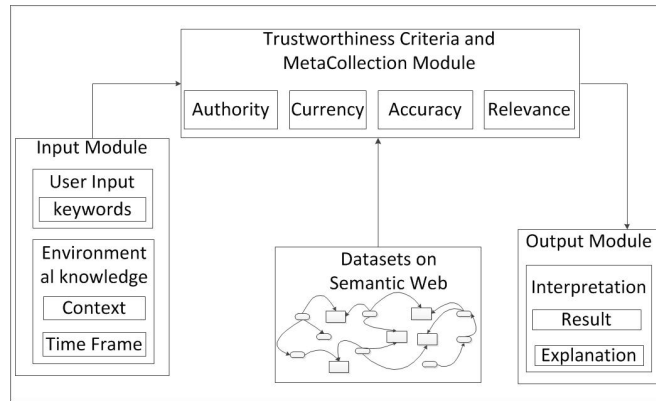 Trustworthiness Criteria and
MetaCollection Module
Authority
Currency
Accuracy
Relevance
Input Module
User Input
keywords
Environment
al knowledge
Context
Time Frame
Datasets on
Semantic Web
Output Module
Interpretation
Result
Explanation